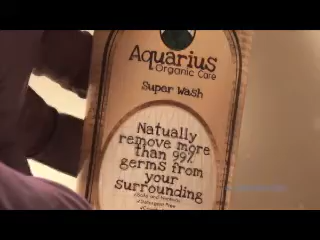 Aquarius
Organic Care
Super Wash
Natually
remove more
than 99%
germs from
your
surrounding